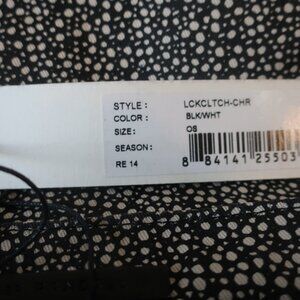 STYLE : LCKCLTCH-CHR
COLOR : BLK/WHT
SIZE: OS
SEASON:
RE 14
8 84141 25503